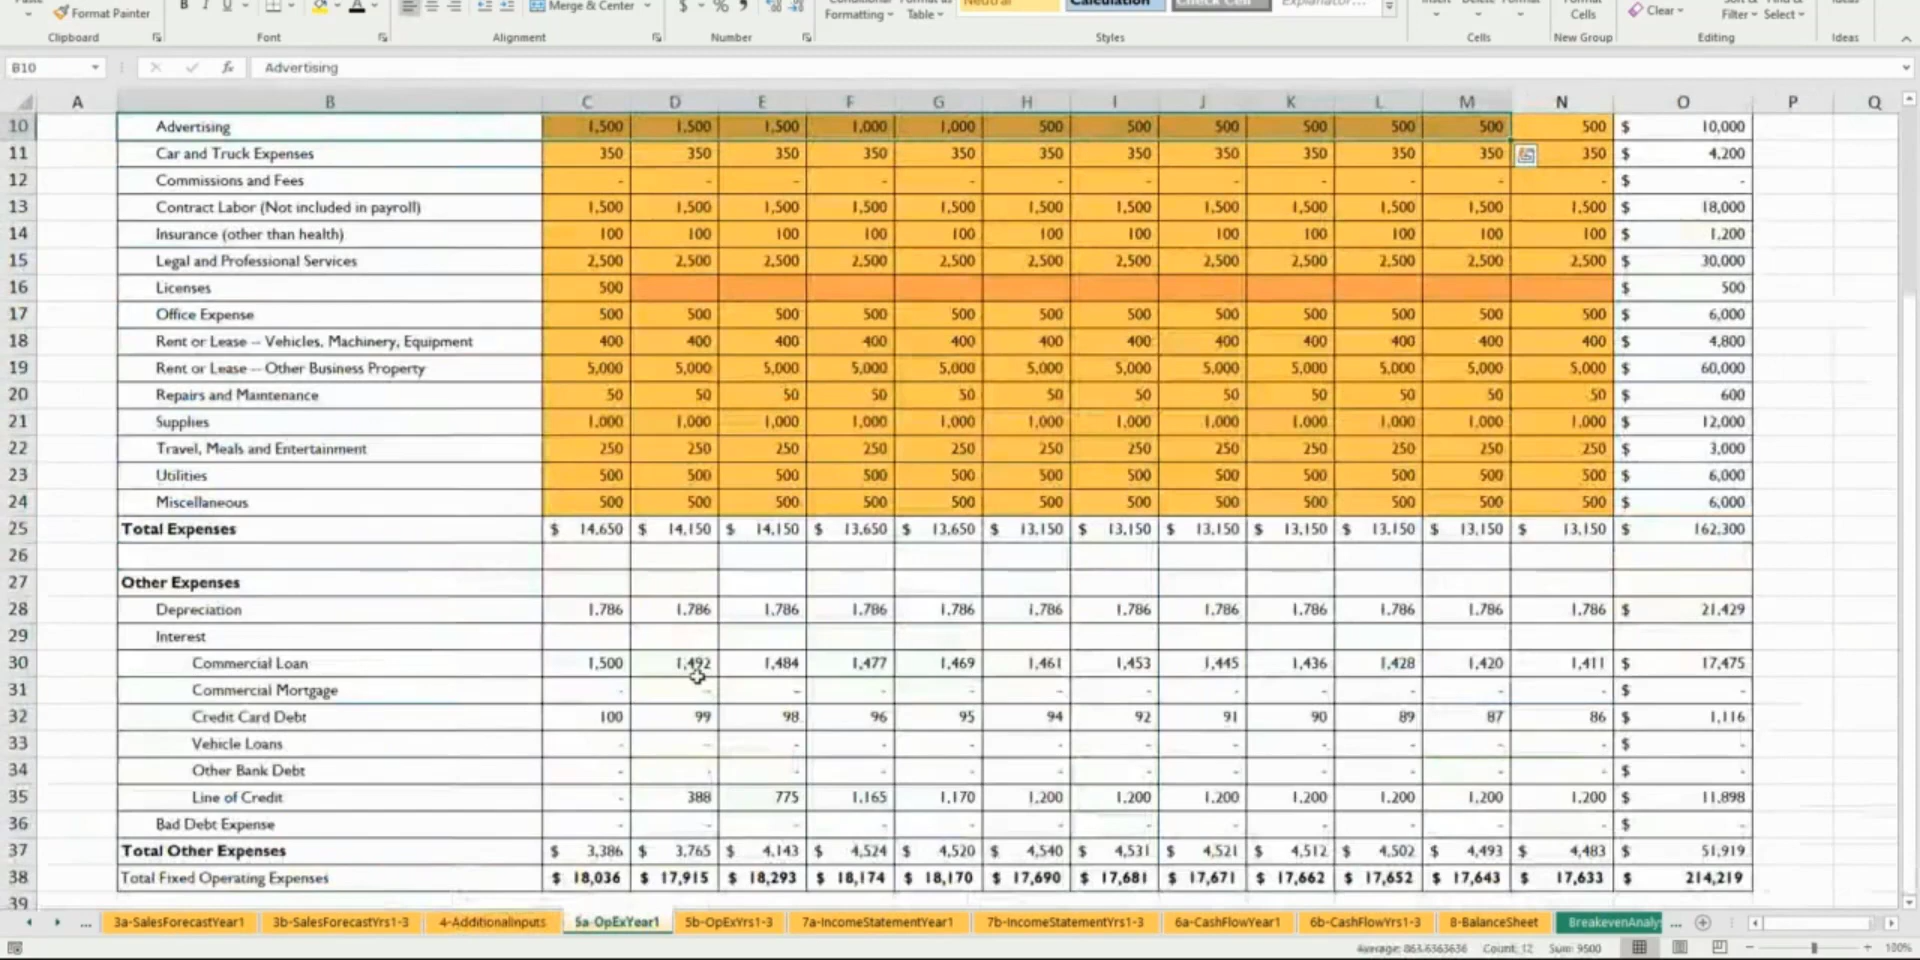 Format Painter B I U A Merge & Center $ % 9 Formatting Table Neutral Calculation Check Cell Explanatory... Cells Clear Filter Select
Clipboard Font Alignment Number Styles Cells New Group Editing Ideas
B10 fx Advertising
A B C D E F G H I J K L M N O P Q
10 Advertising 1,500 1,500 1,500 1,000 1,000 500 500 500 500 500 500 500 $ 10,000
11 Car and Truck Expenses 350 350 350 350 350 350 350 350 350 350 350 350 $ 4,200
12 Commissions and Fees - - - - - - - - - - - - $ -
13 Contract Labor (Not included in payroll) 1,500 1,500 1,500 1,500 1,500 1,500 1,500 1,500 1,500 1,500 1,500 1,500 $ 18,000
14 Insurance (other than health) 100 100 100 100 100 100 100 100 100 100 100 100 $ 1,200
15 Legal and Professional Services 2,500 2,500 2,500 2,500 2,500 2,500 2,500 2,500 2,500 2,500 2,500 2,500 $ 30,000
16 Licenses 500 $ 500
17 Office Expense 500 500 500 500 500 500 500 500 500 500 500 500 $ 6,000
18 Rent or Lease -- Vehicles, Machinery, Equipment 400 400 400 400 400 400 400 400 400 400 400 400 $ 4,800
19 Rent or Lease -- Other Business Property 5,000 5,000 5,000 5,000 5,000 5,000 5,000 5,000 5,000 5,000 5,000 5,000 $ 60,000
20 Repairs and Maintenance 50 50 50 50 50 50 50 50 50 50 50 50 $ 600
21 Supplies 1,000 1,000 1,000 1,000 1,000 1,000 1,000 1,000 1,000 1,000 1,000 1,000 $ 12,000
22 Travel, Meals and Entertainment 250 250 250 250 250 250 250 250 250 250 250 250 $ 3,000
23 Utilities 500 500 500 500 500 500 500 500 500 500 500 500 $ 6,000
24 Miscellaneous 500 500 500 500 500 500 500 500 500 500 500 500 $ 6,000
25 Total Expenses $ 14,650 $ 14,150 $ 14,150 $ 13,650 $ 13,650 $ 13,150 $ 13,150 $ 13,150 $ 13,150 $ 13,150 $ 13,150 $ 13,150 $ 162,300
26
27 Other Expenses
28 Depreciation 1,786 1,786 1,786 1,786 1,786 1,786 1,786 1,786 1,786 1,786 1,786 1,786 $ 21,429
29 Interest
30 Commercial Loan 1,500 1,492 1,484 1,477 1,469 1,461 1,453 1,445 1,436 1,428 1,420 1,411 $ 17,475
31 Commercial Mortgage - - - - - - - - - - - - $ -
32 Credit Card Debt 100 99 98 96 95 94 92 91 90 89 87 86 $ 1,116
33 Vehicle Loans - - - - - - - - - - - - $ -
34 Other Bank Debt - - - - - - - - - - - - $ -
35 Line of Credit - 388 775 1,165 1,170 1,200 1,200 1,200 1,200 1,200 1,200 1,200 $ 11,898
36 Bad Debt Expense - - - - - - - - - - - - $ -
37 Total Other Expenses $ 3,386 $ 3,765 $ 4,143 $ 4,524 $ 4,520 $ 4,540 $ 4,531 $ 4,521 $ 4,512 $ 4,502 $ 4,493 $ 4,483 $ 51,919
38 Total Fixed Operating Expenses $ 18,036 $ 17,915 $ 18,293 $ 18,174 $ 18,170 $ 17,690 $ 17,681 $ 17,671 $ 17,662 $ 17,652 $ 17,643 $ 17,633 $ 214,219
39
... 3a-SalesForecastYear1 3b-SalesForecastYrs1-3 4-AdditionalInputs 5a-OpExYear1 5b-OpExYrs1-3 7a-IncomeStatementYear1 7b-IncomeStatementYrs1-3 6a-CashFlowYear1 6b-CashFlowYrs1-3 8-BalanceSheet BreakevenAnaly ...
Average: 863.6363636 Count: 12 Sum: 9500 100%